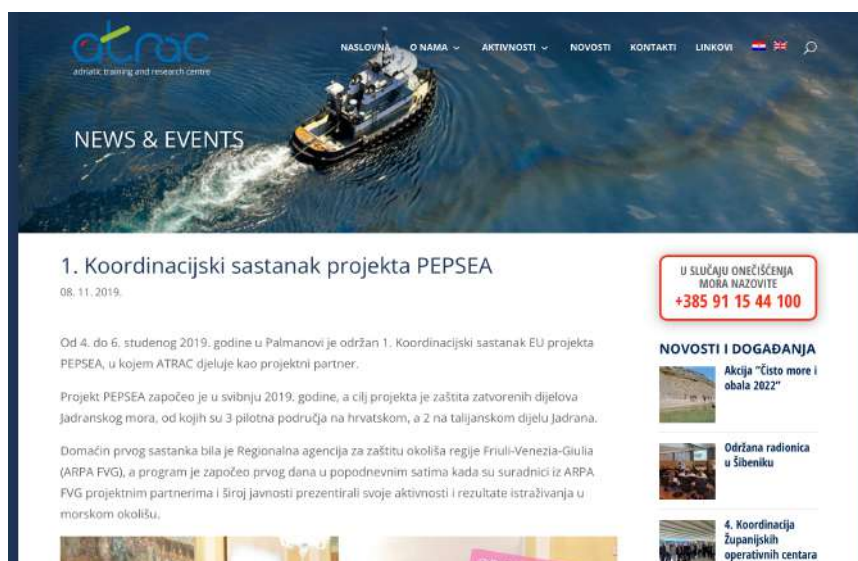 atrac
adriatic training and research centre
NASLOVNA O NAMA AKTIVNOSTI NOVOSTI KONTAKTI LINKOVI
NEWS & EVENTS
1. Koordinacijski sastanak projekta PEPSEA
08. 11. 2019.
Od 4. do 6. studenog 2019. godine u Palmanovi je održan 1. Koordinacijski sastanak EU projekta
PEPSEA, u kojem ATRAC djeluje kao projektni partner.
Projekt PEPSEA započeo je u svibnju 2019. godine, a cilj projekta je zaštita zatvorenih dijelova
Jadranskog mora, od kojih su 3 pilotna područja na hrvatskom, a 2 na talijanskom dijelu Jadrana.
Domaćin prvog sastanka bila je Regionalna agencija za zaštitu okoliša regije Friuli-Venezia-Giulia
(ARPA FVG), a program je započeo prvog dana u popodnevnim satima kada su suradnici iz ARPA
FVG projektnim partnerima i široj javnosti prezentirali svoje aktivnosti i rezultate istraživanja u
morskom okolišu.
U SLUČAJU ONEČIŠĆENJA
MORA NAZOVITE
+385 91 15 44 100
NOVOSTI I DOGAĐANJA
Akcija "Čisto more i
obala 2022"
Održana radionica
u Šibeniku
4. Koordinacija
Županijskih
operativnih centara